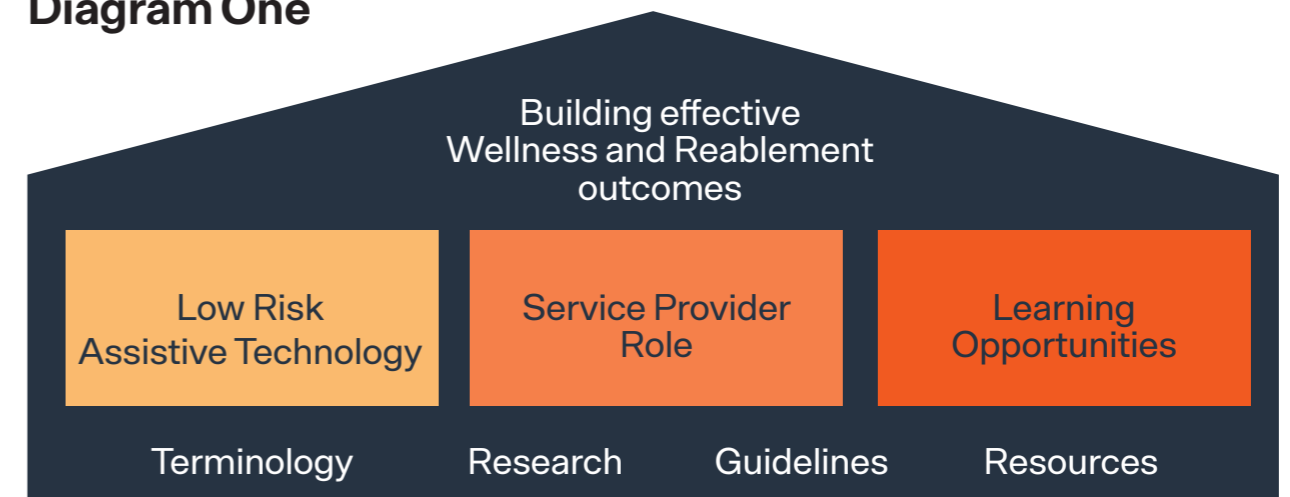 Diagram One
Building effective
Wellness and Reablement
outcomes
Low Risk
Assistive Technology
Service Provider
Role
Learning
Opportunities
Terminology Research Guidelines Resources